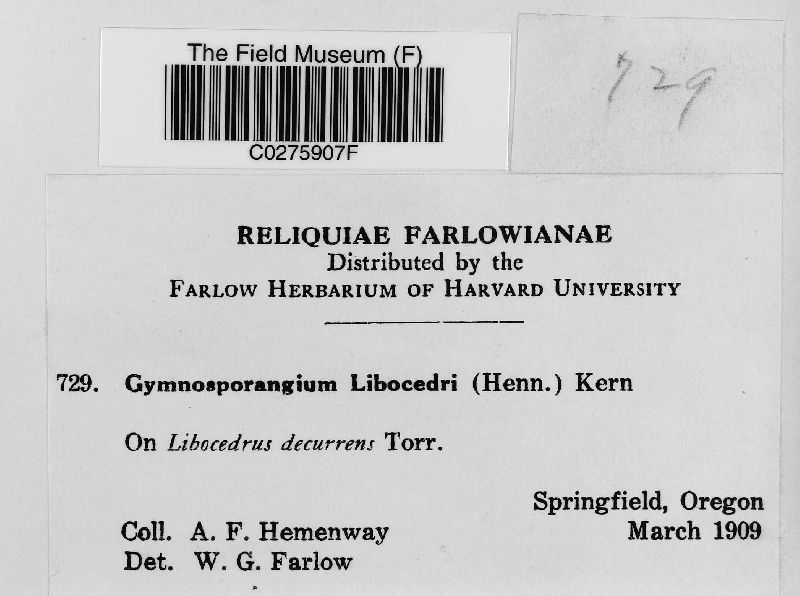 The Field Museum (F)
C0275907F
729
RELIQUIAE FARLOWIANAE
Distributed by the
FARLOW HERBARIUM OF HARVARD UNIVERSITY
729. Gymnosporangium Libocedri (Henn.) Kern
On Libocedrus decurrens Torr.
Springfield, Oregon
Coll. A. F. Hemenway March 1909
Det. W. G. Farlow